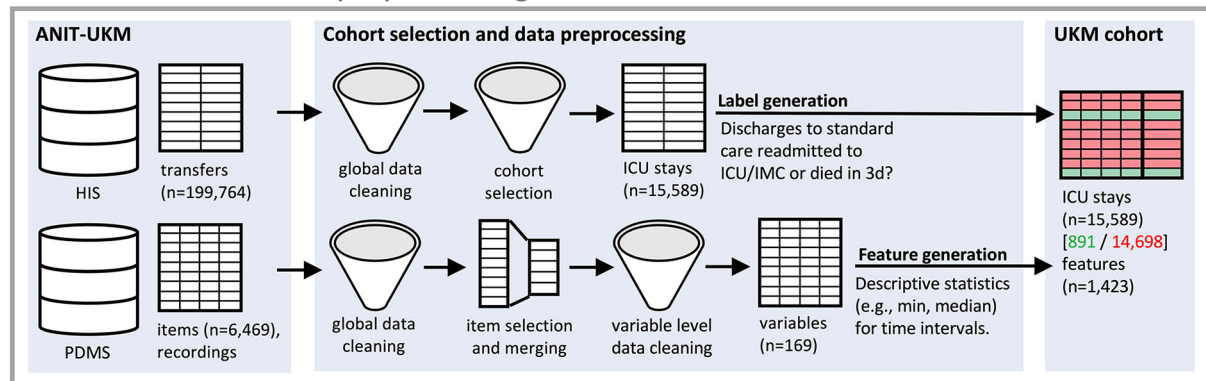 ANIT-UKM
Cohort selection and data preprocessing
UKM cohort
HIS
transfers
(n=199,764)
global data
cleaning
cohort
selection
ICU stays
(n=15,589)
Label generation
Discharges to standard
care readmitted to
ICU/IMC or died in 3d?
ICU stays
(n=15,589)
[891 / 14,698]
features
(n=1,423)
PDMS
items (n=6,469),
recordings
global data
cleaning
item selection
and merging
variable level
data cleaning
variables
(n=169)
Feature generation
Descriptive statistics
(e.g., min, median)
for time intervals.